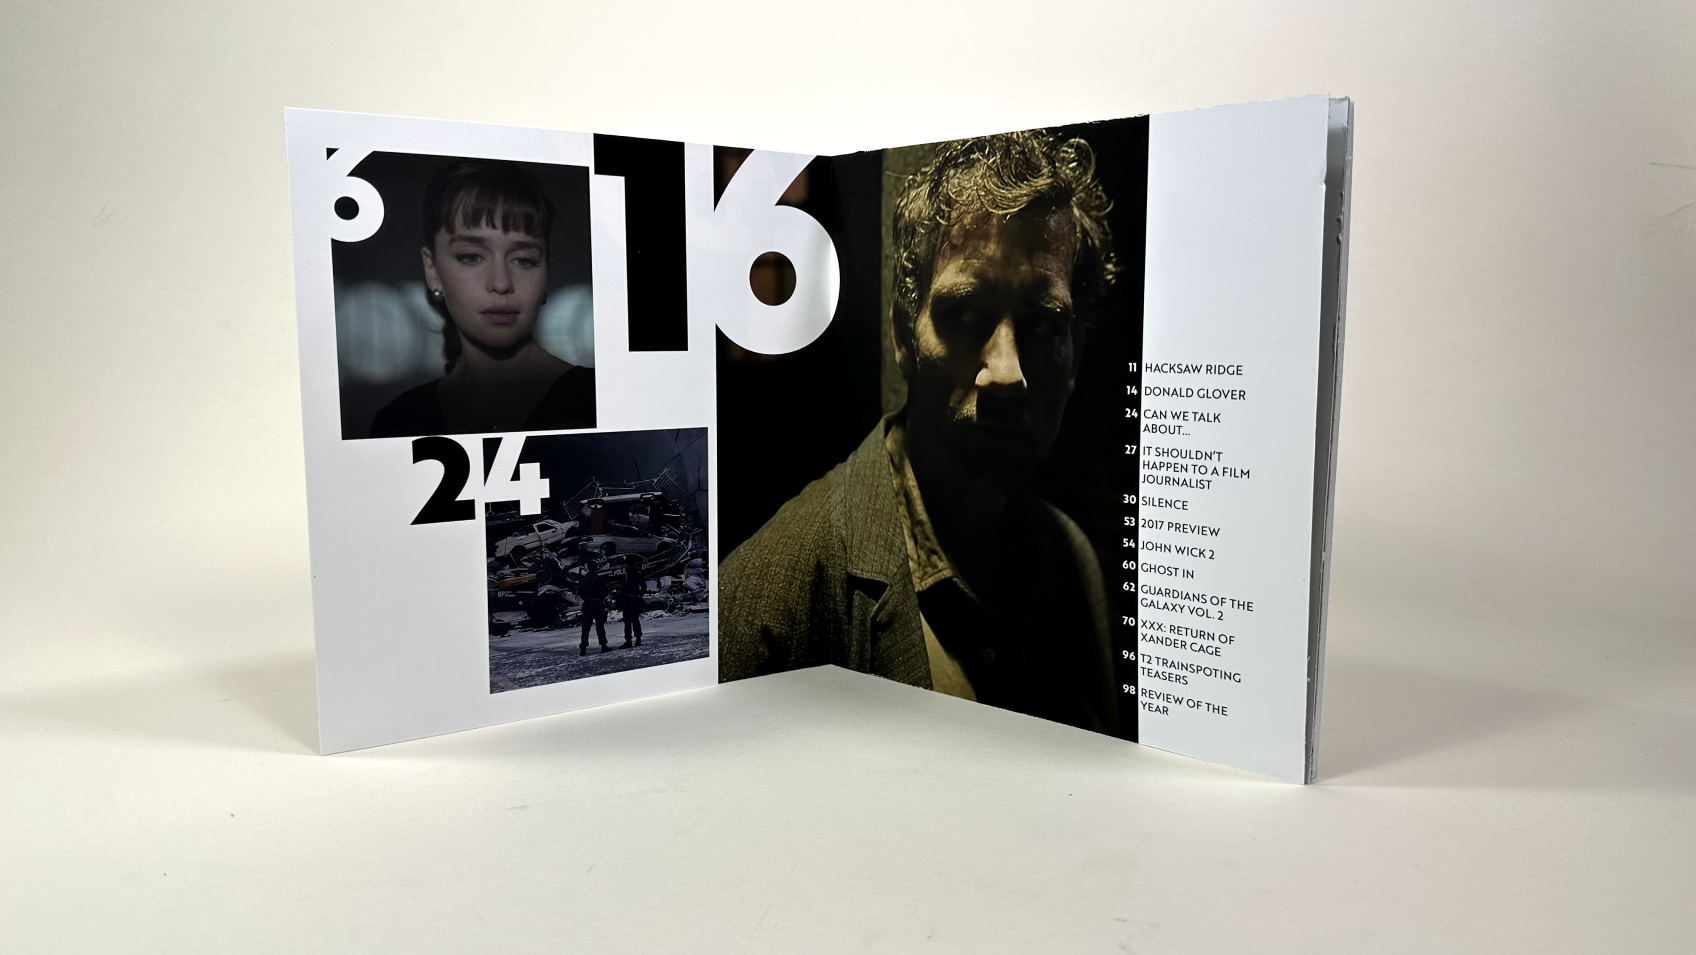 6
16
24
11 HACKSAW RIDGE
14 DONALD GLOVER
24 CAN WE TALK
ABOUT...
27 IT SHOULDN'T
HAPPEN TO A FILM
JOURNALIST
30 SILENCE
53 2017 PREVIEW
54 JOHN WICK 2
60 GHOST IN
62 GUARDIANS OF THE
GALAXY VOL. 2
70 XXX: RETURN OF
XANDER CAGE
96 T2 TRAINSPOTING
TEASERS
98 REVIEW OF THE
YEAR